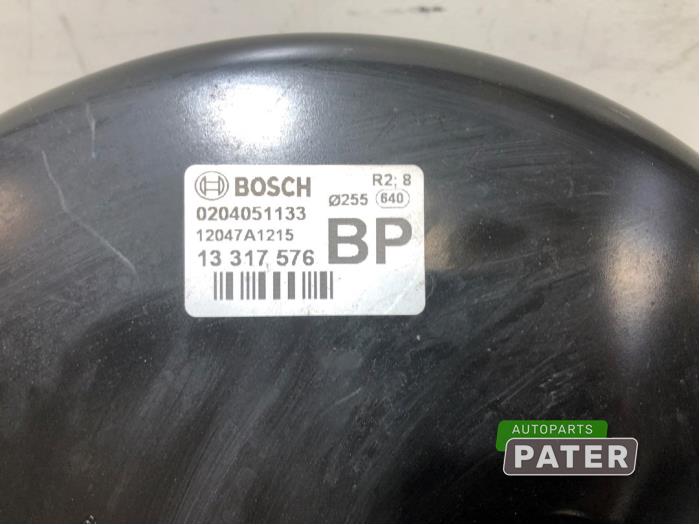 BOSCH
R2; 8
0204051133
Ø255 640
12047A1215
BP
13 317 576
AUTOPARTS
PATER